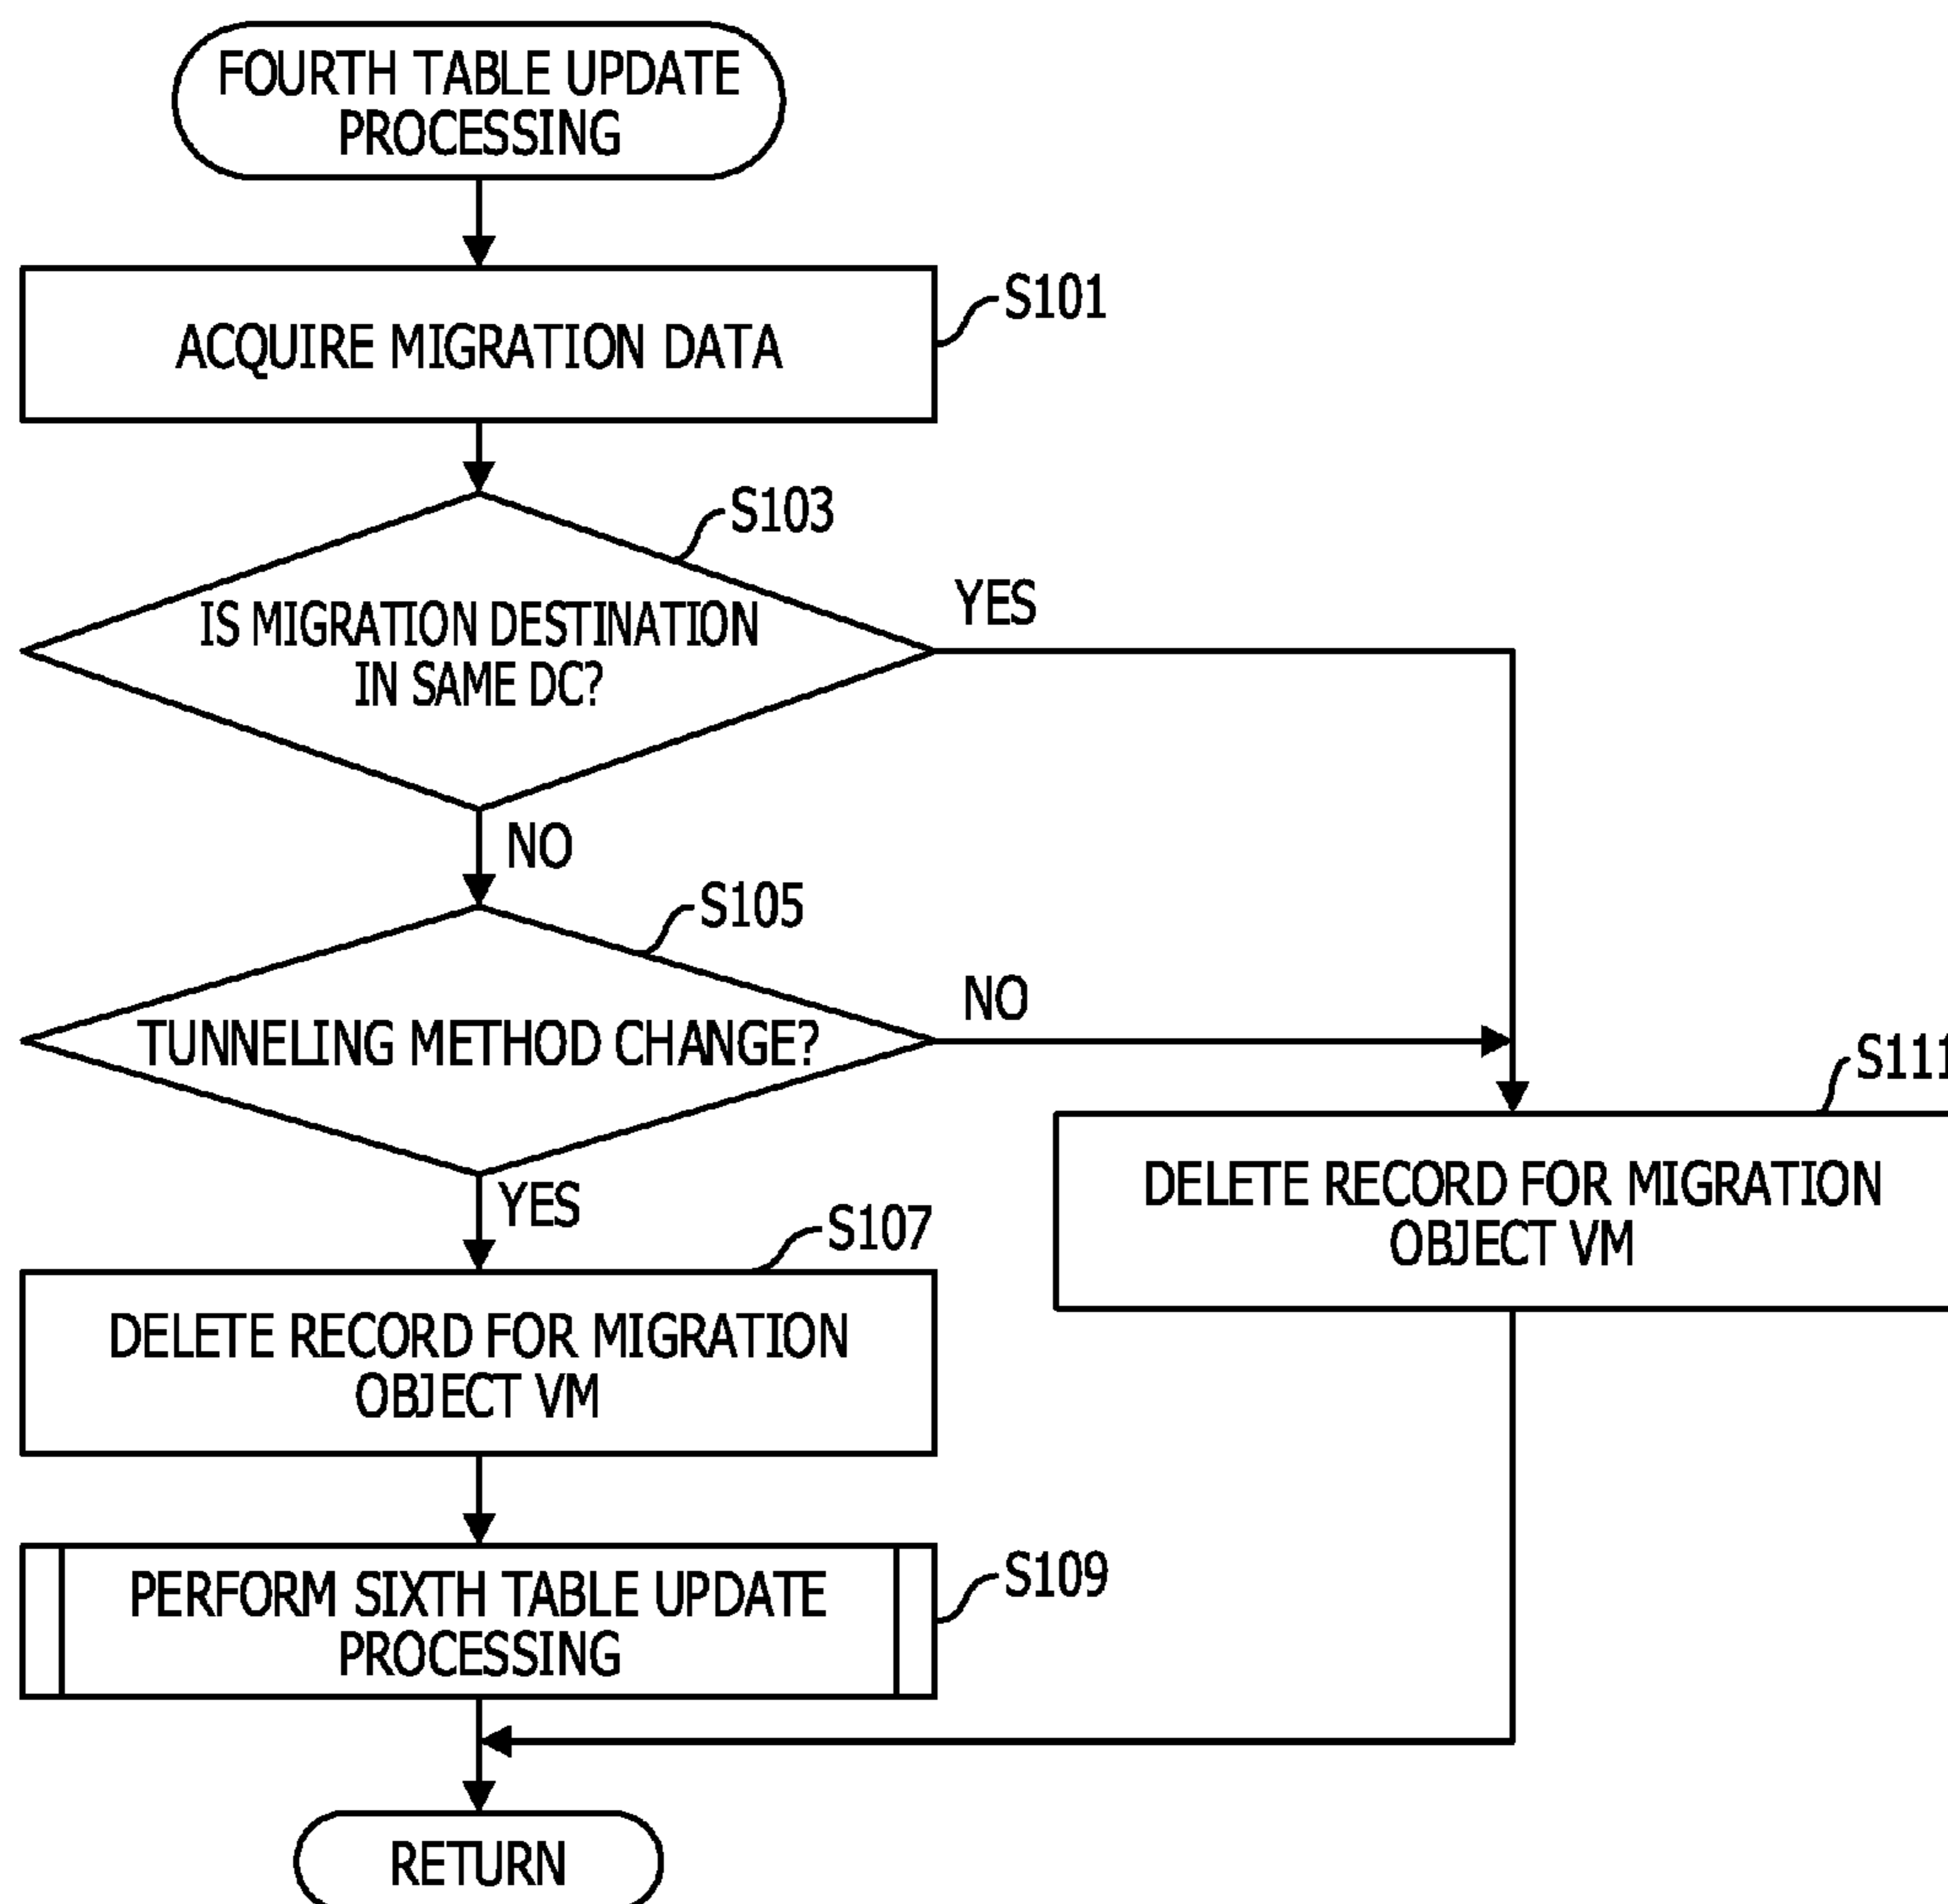 FOURTH TABLE UPDATE
PROCESSING
ACQUIRE MIGRATION DATA
S101
S103
IS MIGRATION DESTINATION
IN SAME DC?
YES
NO
S105
TUNNELING METHOD CHANGE?
NO
YES
S111
DELETE RECORD FOR MIGRATION
OBJECT VM
S107
DELETE RECORD FOR MIGRATION
OBJECT VM
PERFORM SIXTH TABLE UPDATE
PROCESSING
S109
RETURN